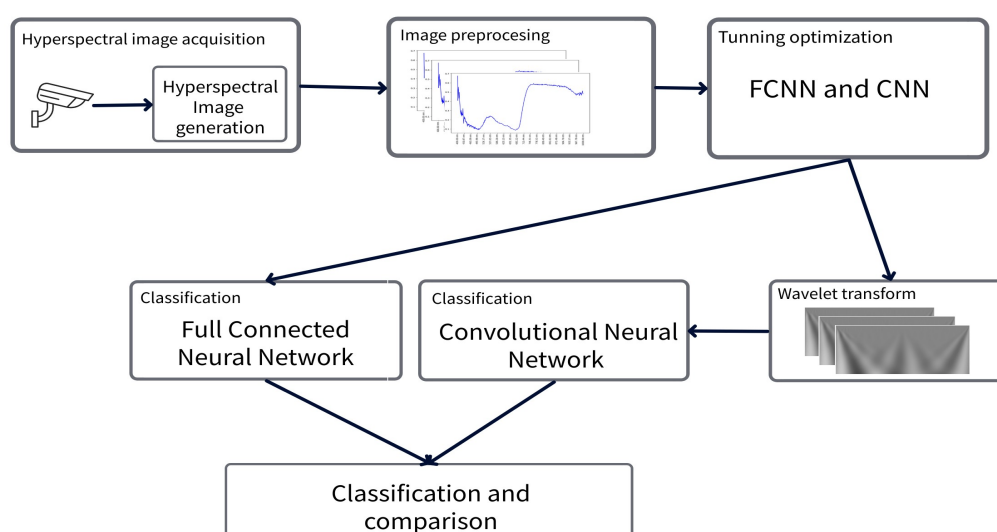 Hyperspectral image acquisition
Hyperspectral
Image
generation
Image preprocesing
Tunning optimization
FCNN and CNN
Classification
Full Connected
Neural Network
Classification
Convolutional Neural
Network
Wavelet transform
Classification and
comparison